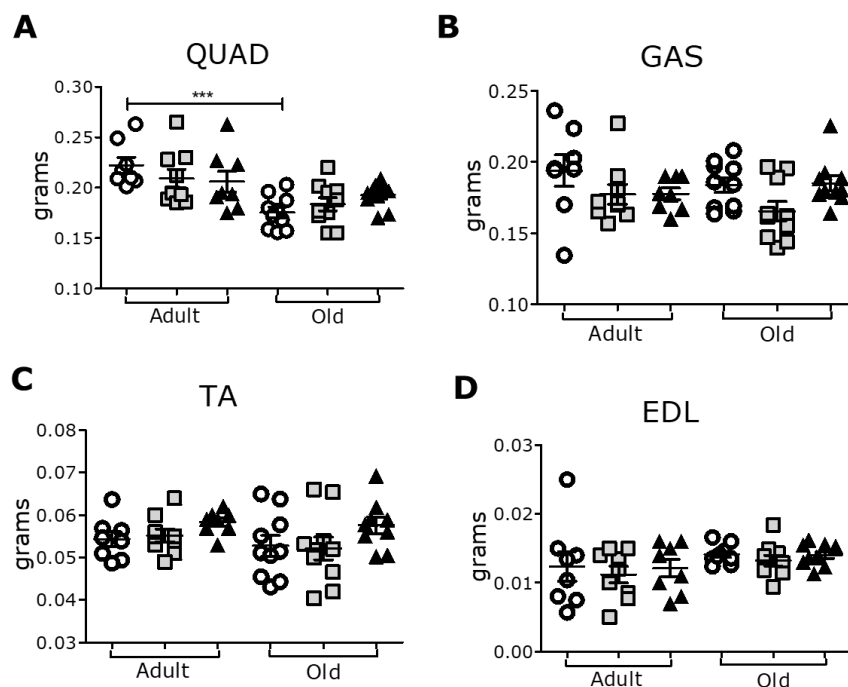 A
QUAD
grams
0.30
0.25
0.20
0.15
0.10
***
Adult
Old
B
GAS
grams
0.25
0.20
0.15
0.10
Adult
Old
C
TA
grams
0.08
0.07
0.06
0.05
0.04
0.03
Adult
Old
D
EDL
grams
0.03
0.02
0.01
0.00
Adult
Old